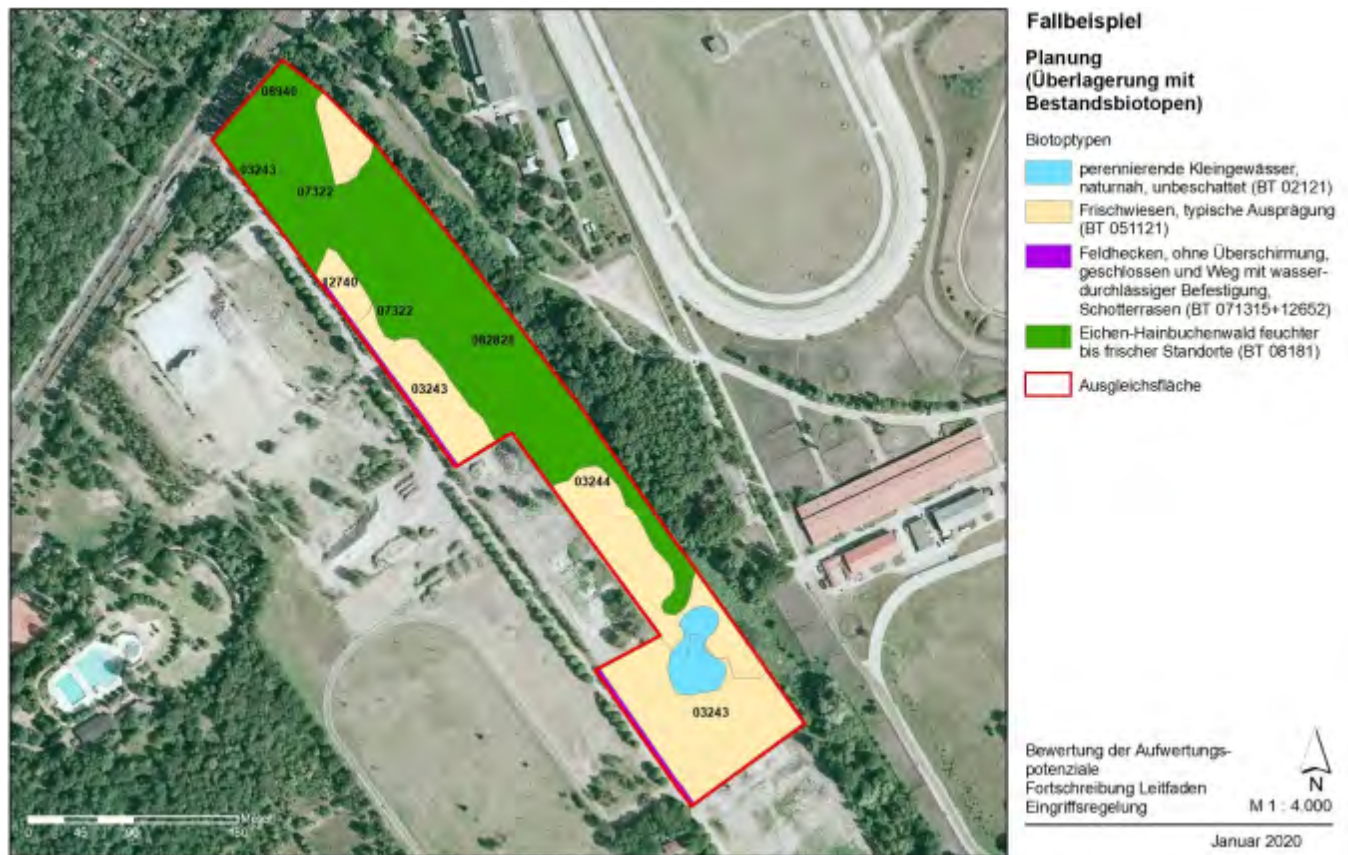 Fallbeispiel
Planung
(Überlagerung mit
Bestandsbiotopen)
Biotoptypen
perennierende Kleingewässer,
naturnah, unbeschattet (BT 02121)
Frischwiesen, typische Ausprägung
(BT 051121)
Feldhecken, ohne Überschirmung,
geschlossen und Weg mit wasser-
durchlässiger Befestigung,
Schotterrasen (BT 071315+12652)
Eichen-Hainbuchenwald feuchter
bis frischer Standorte (BT 08181)
Ausgleichsfläche
03243
07322
12740
07322
03243
03244
03243
0
45
90
Meter
Bewertung der Aufwertungs-
potenziale
Fortschreibung Leitfaden
Eingriffsregelung
N
M 1 : 4.000
Januar 2020